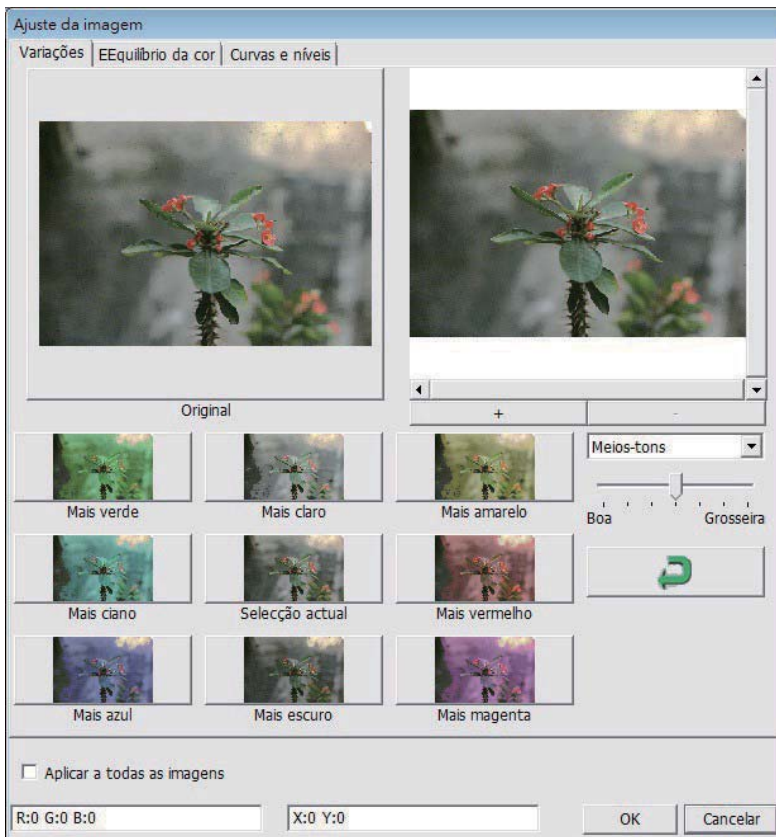 Ajuste da imagem
Variações EEquilíbrio da cor Curvas e níveis
Original
+ -
Meios-tons
Mais verde Mais claro Mais amarelo
Boa Grosseira
Mais ciano Selecção actual Mais vermelho
Mais azul Mais escuro Mais magenta
Aplicar a todas as imagens
R:0 G:0 B:0 X:0 Y:0 OK Cancelar